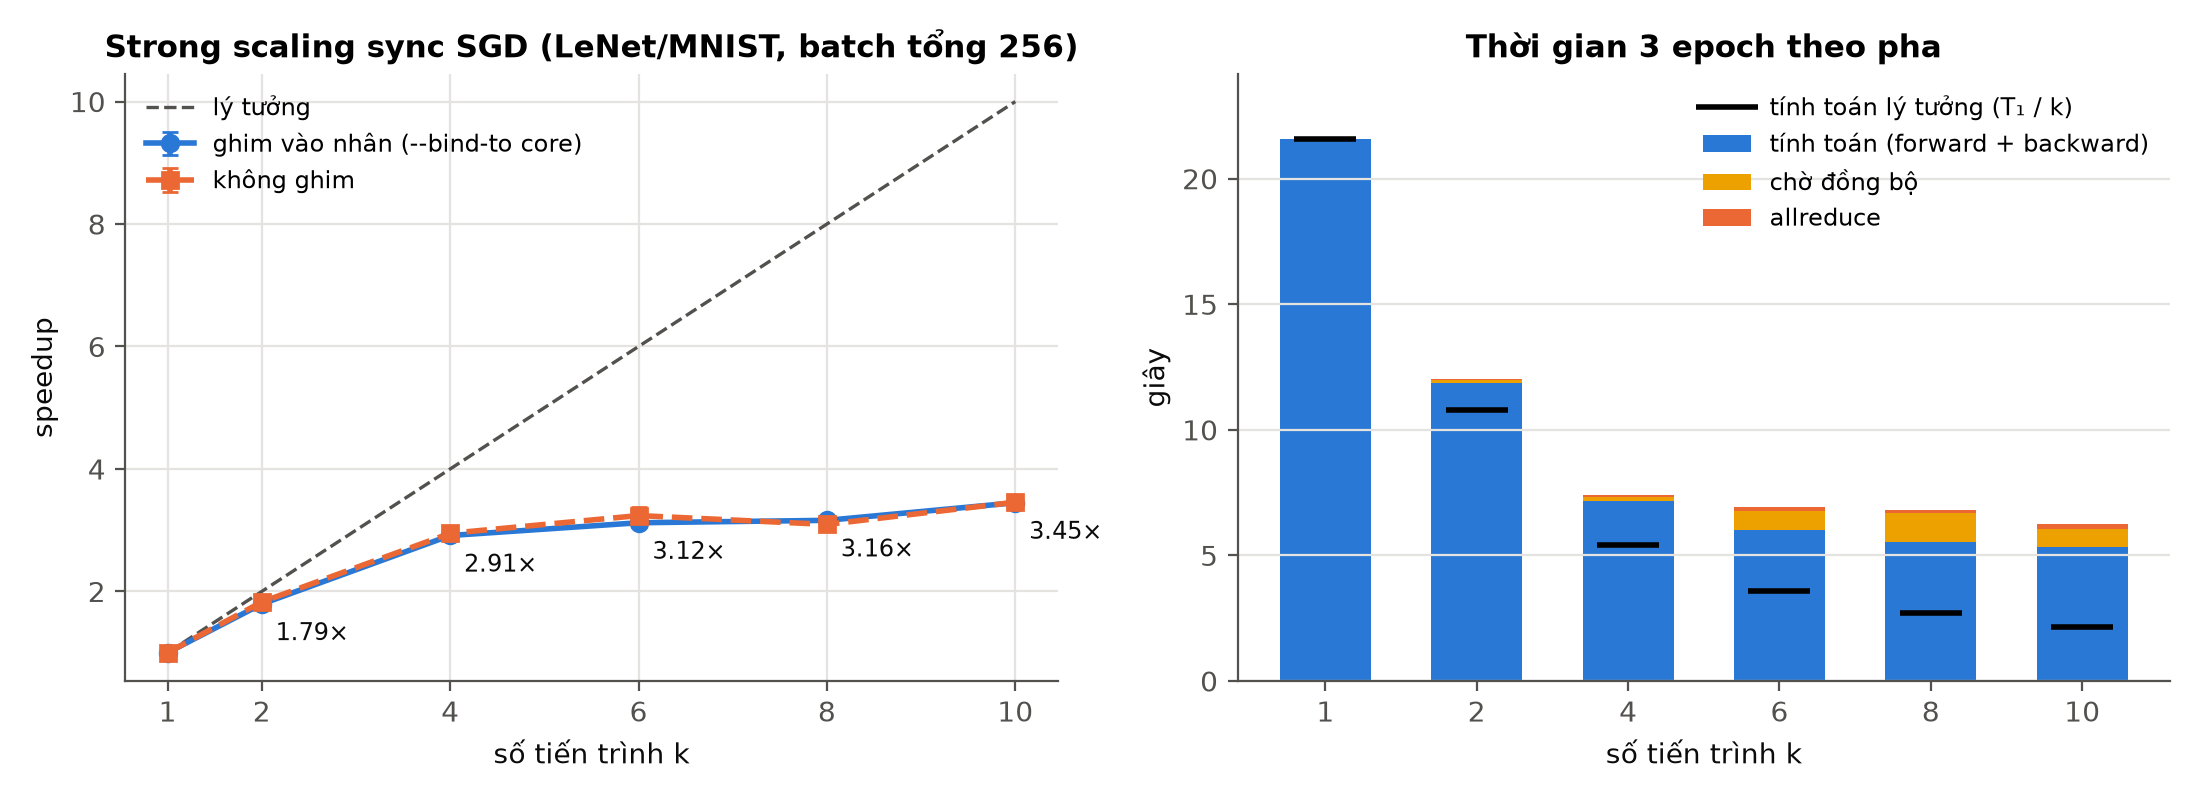 Strong scaling sync SGD (LeNet/MNIST, batch tổng 256)
lý tưởng
ghim vào nhân (--bind-to core)
không ghim
speedup
10
8
6
4
2
1.79×
2.91×
3.12×
3.16×
3.45×
1 2 4 6 8 10
số tiến trình k
Thời gian 3 epoch theo pha
tính toán lý tưởng (T₁ / k)
tính toán (forward + backward)
chờ đồng bộ
allreduce
giây
20
15
10
5
0
1 2 4 6 8 10
số tiến trình k